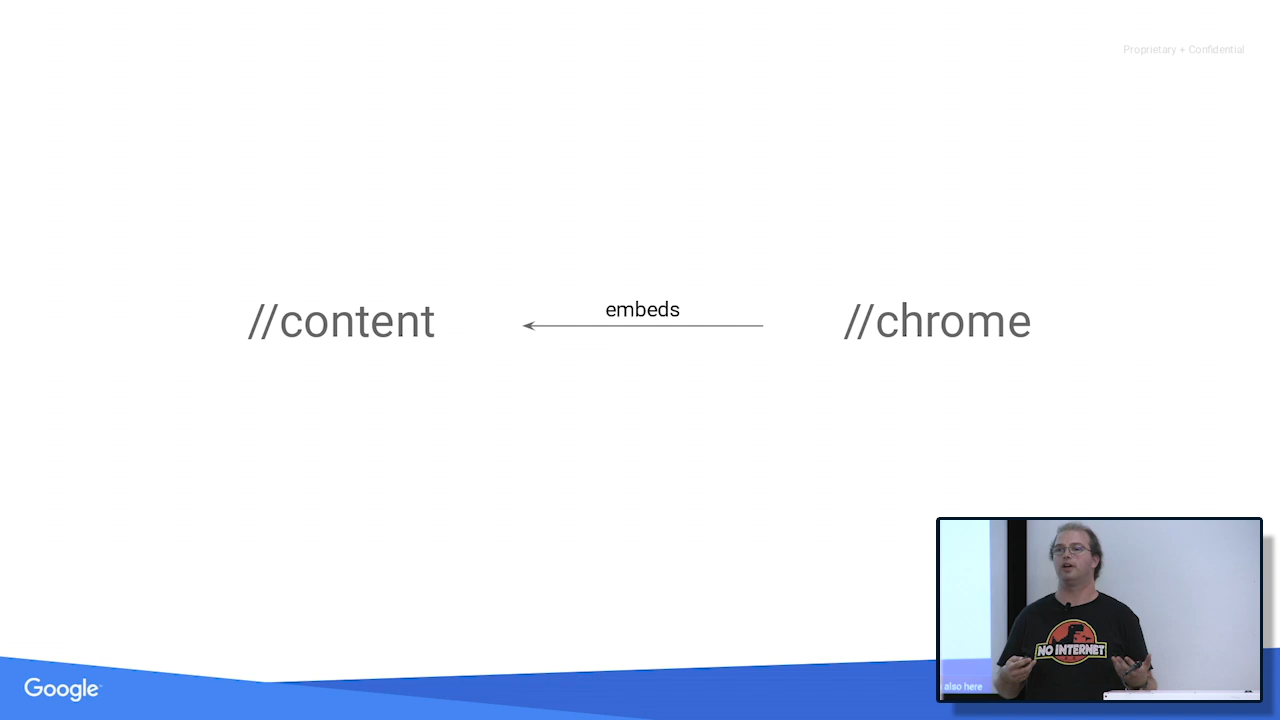 Proprietary + Confidential
embeds
//content
//chrome
NO INTERNET
also here
Google